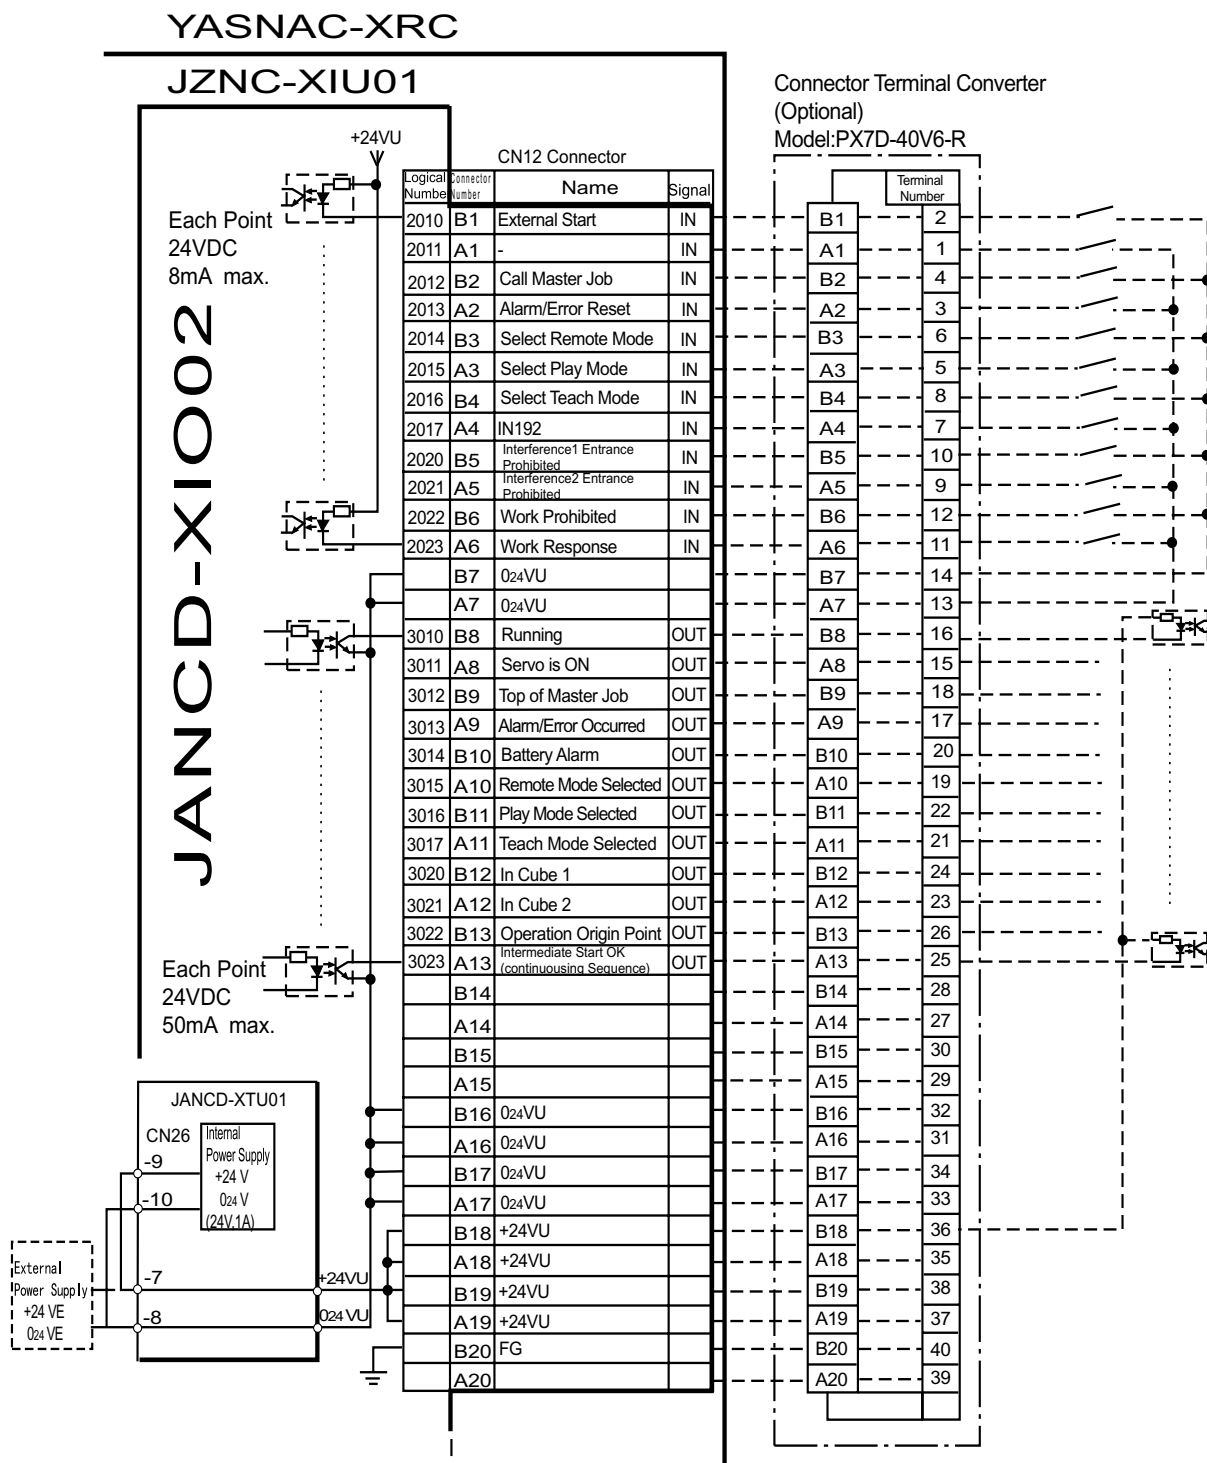 YASNAC-XRC
JZNC-XIU01
Connector Terminal Converter
(Optional)
Model:PX7D-40V6-R
+24VU
CN12 Connector
Logical Numbe Connector Number Name Signal
Terminal Number
Each Point
24VDC
8mA max.
JANCD-XIO02
2010 B1 External Start IN B1 2
2011 A1 - IN A1 1
2012 B2 Call Master Job IN B2 4
2013 A2 Alarm/Error Reset IN A2 3
2014 B3 Select Remote Mode IN B3 6
2015 A3 Select Play Mode IN A3 5
2016 B4 Select Teach Mode IN B4 8
2017 A4 IN192 IN A4 7
2020 B5 Interference1 Entrance Prohibited IN B5 10
2021 A5 Interference2 Entrance Prohibited IN A5 9
2022 B6 Work Prohibited IN B6 12
2023 A6 Work Response IN A6 11
B7 024VU B7 14
A7 024VU A7 13
3010 B8 Running OUT B8 16
3011 A8 Servo is ON OUT A8 15
3012 B9 Top of Master Job OUT B9 18
3013 A9 Alarm/Error Occurred OUT A9 17
3014 B10 Battery Alarm OUT B10 20
3015 A10 Remote Mode Selected OUT A10 19
3016 B11 Play Mode Selected OUT B11 22
3017 A11 Teach Mode Selected OUT A11 21
3020 B12 In Cube 1 OUT B12 24
3021 A12 In Cube 2 OUT A12 23
3022 B13 Operation Origin Point OUT B13 26
3023 A13 Intermediate Start OK (continuousing Sequence) OUT A13 25
Each Point
24VDC
50mA max.
B14 B14 28
A14 A14 27
B15 B15 30
A15 A15 29
B16 024VU B16 32
A16 024VU A16 31
B17 024VU B17 34
A17 024VU A17 33
B18 +24VU B18 36
A18 +24VU A18 35
B19 +24VU B19 38
A19 +24VU A19 37
B20 FG B20 40
A20 A20 39
JANCD-XTU01
CN26
-9
-10
Internal
Power Supply
+24 V
024 V
(24V.1A)
-7
+24VU
-8
024 VU
External
Power Supply
+24 VE
024 VE